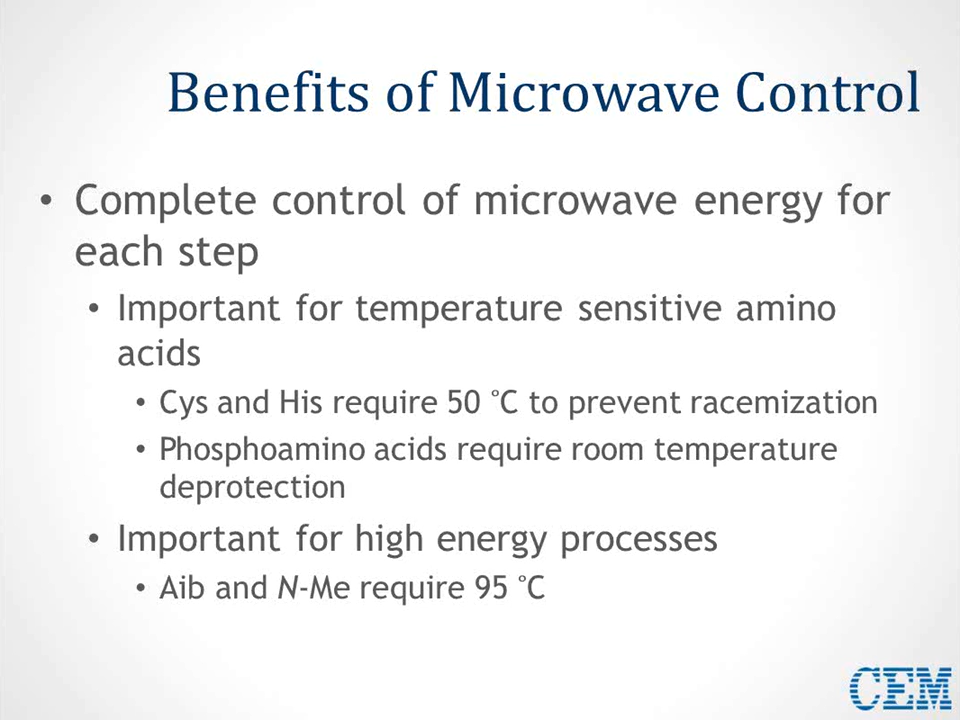 Benefits of Microwave Control
• Complete control of microwave energy for
each step
• Important for temperature sensitive amino
acids
• Cys and His require 50 °C to prevent racemization
• Phosphoamino acids require room temperature
deprotection
• Important for high energy processes
• Aib and N-Me require 95 °C
CEM